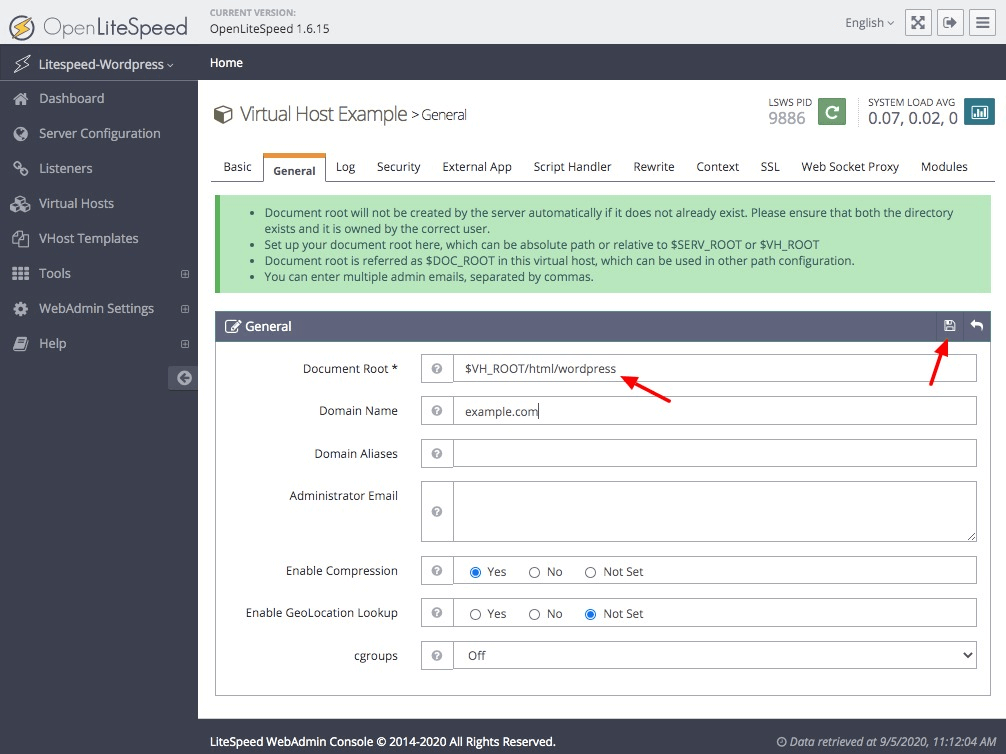 OpenLiteSpeed
CURRENT VERSION:
OpenLiteSpeed 1.6.15
English
Litespeed-Wordpress
Home
Dashboard
Server Configuration
Listeners
Virtual Hosts
VHost Templates
Tools
WebAdmin Settings
Help
Virtual Host Example > General
LSWS PID
9886
SYSTEM LOAD AVG
0.07, 0.02, 0
Basic General Log Security External App Script Handler Rewrite Context SSL Web Socket Proxy Modules
• Document root will not be created by the server automatically if it does not already exist. Please ensure that both the directory
exists and it is owned by the correct user.
• Set up your document root here, which can be absolute path or relative to $SERV_ROOT or $VH_ROOT
• Document root is referred as $DOC_ROOT in this virtual host, which can be used in other path configuration.
• You can enter multiple admin emails, separated by commas.
General
Document Root * ? $VH_ROOT/html/wordpress
Domain Name ? example.com
Domain Aliases ?
Administrator Email ?
Enable Compression ? Yes No Not Set
Enable GeoLocation Lookup ? Yes No Not Set
cgroups ? Off
LiteSpeed WebAdmin Console © 2014-2020 All Rights Reserved.
Data retrieved at 9/5/2020, 11:12:04 AM